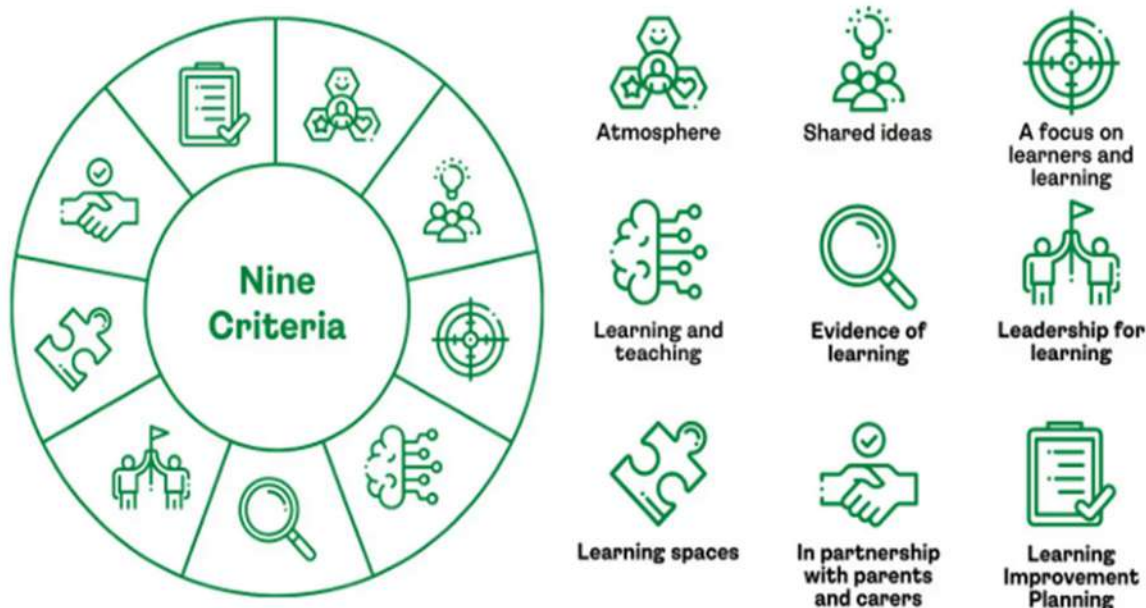 Nine
Criteria
Atmosphere
Shared ideas
A focus on
learners and
learning
Learning and
teaching
Evidence of
learning
Leadership for
learning
Learning spaces
In partnership
with parents
and carers
Learning
Improvement
Planning